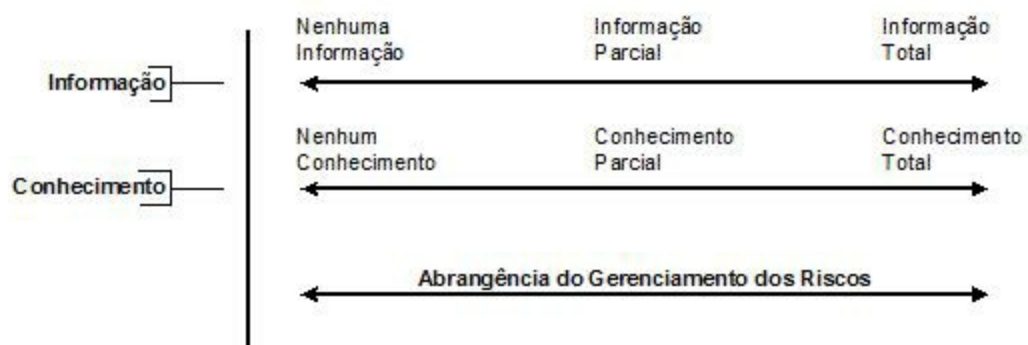 Nenhuma Informação Informação
Informação Parcial Total
Informação
Nenhum Conhecimento Conhecimento
Conhecimento Parcial Total
Conhecimento
Abrangência do Gerenciamento dos Riscos